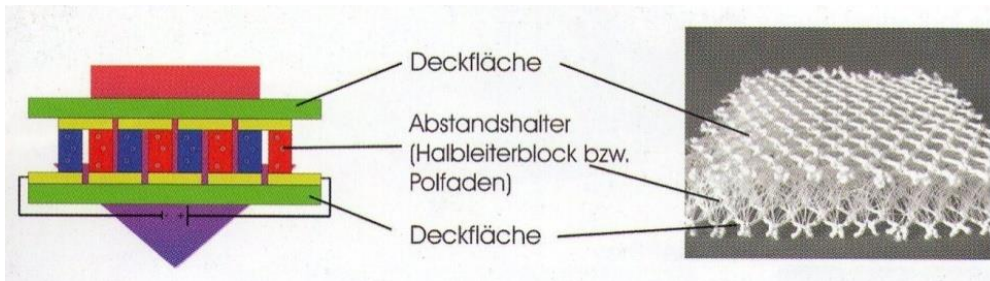 Deckfläche
Abstandshalter
(Halbleiterblock bzw.
Polfaden)
Deckfläche